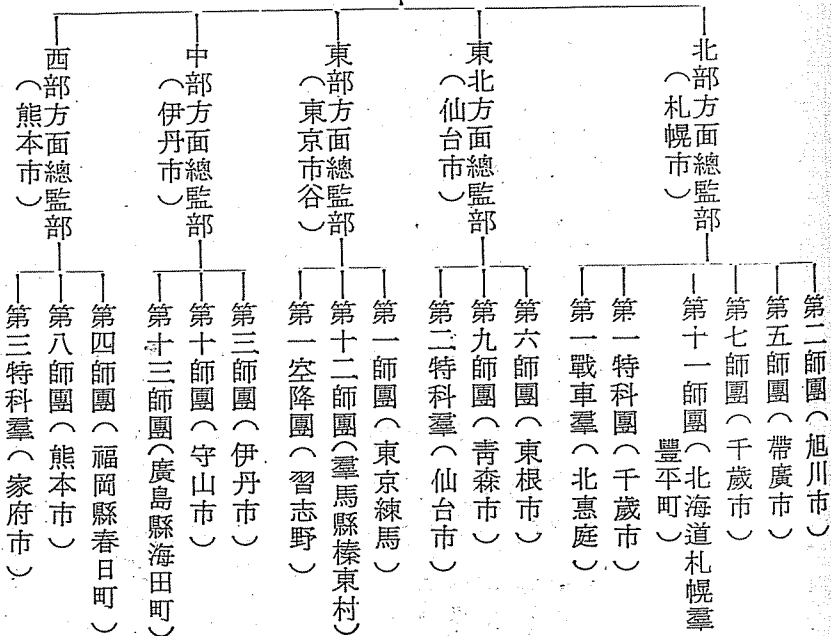 北部方面總監部
（札幌市）
第二師團（旭川市）
第五師團（帶廣市）
第七師團（千歲市）
第十一師團（北海道札幌羣
豐平町）
第一特科團（千歲市）
第一戰車羣（北惠庭）
東北方面總監部
（仙台市）
第六師團（東根市）
第九師團（靑森市）
第二特科羣（仙台市）
東部方面總監部
（東京市谷）
第一師團（東京練馬）
第十二師團（羣馬縣榛東村）
第一空降團（習志野）
中部方面總監部
（伊丹市）
第三師團（伊丹市）
第十師團（守山市）
第十三師團（廣島縣海田町）
西部方面總監部
（熊本市）
第四師團（福岡縣春日町）
第八師團（熊本市）
第三特科羣（家府市）